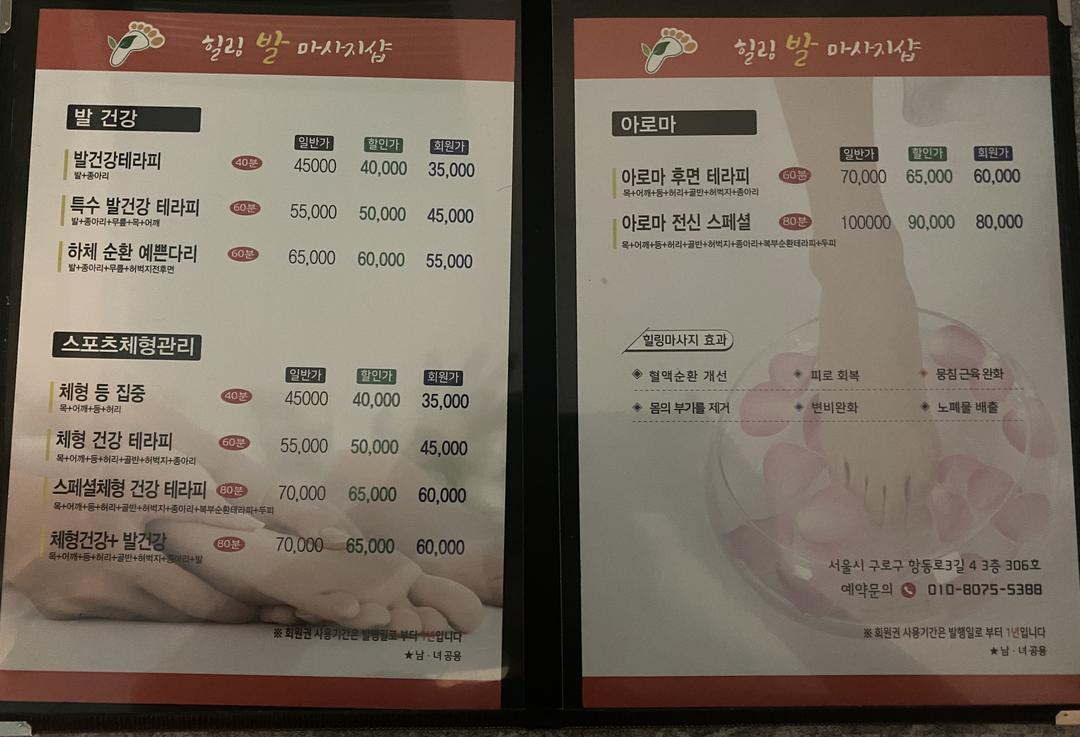 힐링 발 마사지샵
발 건강
일반가 할인가 회원가
발건강테라피 40분 45000 40,000 35,000
발+종아리
특수 발건강 테라피 60분 55,000 50,000 45,000
발+종아리+무릎+목+어깨
하체 순환 예쁜다리 60분 65,000 60,000 55,000
발+종아리+무릎+허벅지전후면
스포츠체형관리
일반가 할인가 회원가
체형 등 집중 40분 45000 40,000 35,000
목+어깨+등+허리
체형 건강 테라피 60분 55,000 50,000 45,000
목+어깨+등+허리+골반+허벅지+종아리
스페셜체형 건강 테라피 80분 70,000 65,000 60,000
목+어깨+등+허리+골반+허벅지+종아리+복부순환테라피+두피
체형건강+ 발건강 80분 70,000 65,000 60,000
목+어깨+등+허리+골반+허벅지+종아리+발
※ 회원권 사용기간은 발행일로 부터 1년입니다
★남 · 녀 공용
힐링 발 마사지샵
아로마
일반가 할인가 회원가
아로마 후면 테라피 60분 70,000 65,000 60,000
목+어깨+등+허리+골반+허벅지+종아리
아로마 전신 스페셜 80분 100000 90,000 80,000
목+어깨+등+허리+골반+허벅지+종아리+복부순환테라피+두피
힐링마사지 효과
◈ 혈액순환 개선 ◈ 피로 회복 ◈ 뭉침 근육 완화
◈ 몸의 부기를 제거 ◈ 변비완화 ◈ 노폐물 배출
서울시 구로구 항동로3길 4 3층 306호
예약문의 010-8075-5388
※ 회원권 사용기간은 발행일로 부터 1년입니다
★남 · 녀 공용